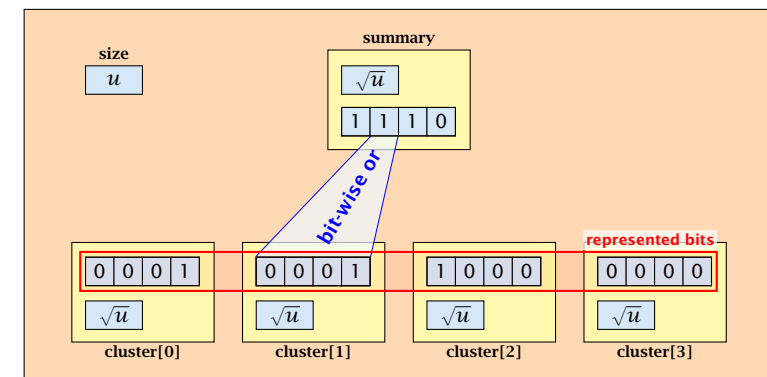 summary
size
u
√u
1 1 1 0
bit-wise or
represented bits
0 0 0 1
0 0 0 1
1 0 0 0
0 0 0 0
√u
√u
√u
√u
cluster[0]
cluster[1]
cluster[2]
cluster[3]